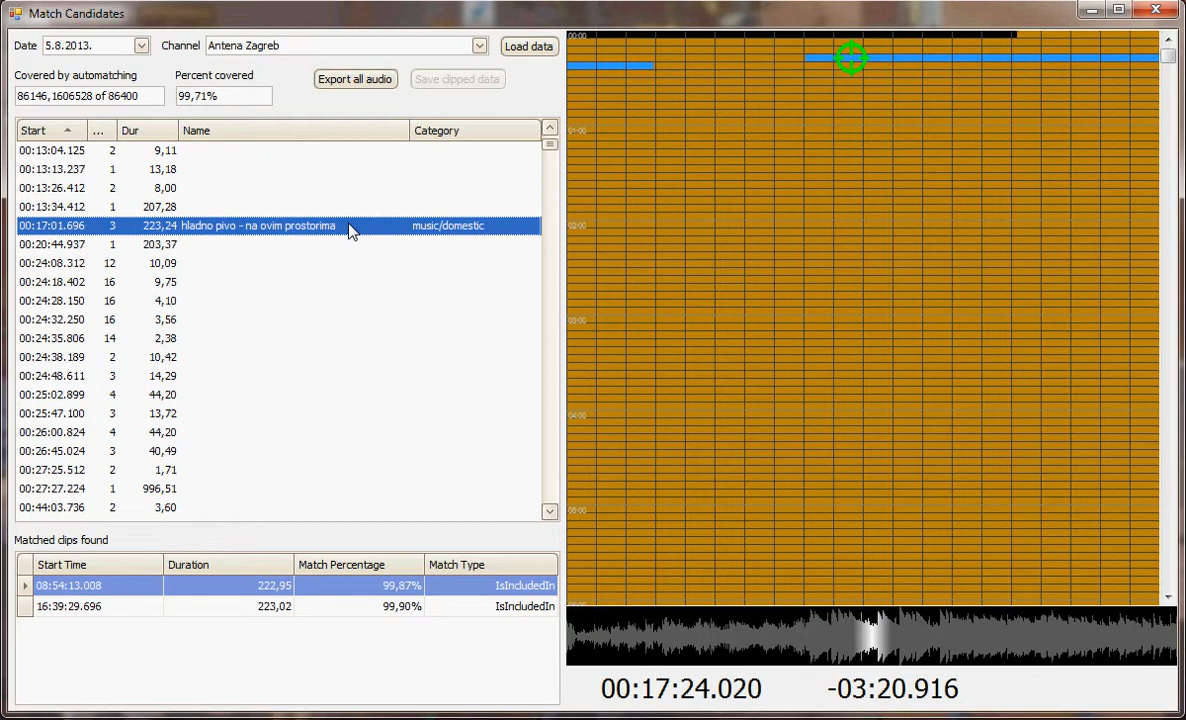 Match Candidates
Date 5.8.2013. Channel Antena Zagreb Load data
Covered by automatching Percent covered Export all audio Save clipped data
86146,1606528 of 86400 99,71%
Start ... Dur Name Category
00:13:04.125 2 9,11
00:13:13.237 1 13,18
00:13:26.412 2 8,00
00:13:34.412 1 207,28
00:17:01.696 3 223,24 hladno pivo - na ovim prostorima music/domestic
00:20:44.937 1 203,37
00:24:08.312 12 10,09
00:24:18.402 16 9,75
00:24:28.150 16 4,10
00:24:32.250 16 3,56
00:24:35.806 14 2,38
00:24:38.189 2 10,42
00:24:48.611 3 14,29
00:25:02.899 4 44,20
00:25:47.100 3 13,72
00:26:00.824 4 44,20
00:26:45.024 3 40,49
00:27:25.512 2 1,71
00:27:27.224 1 996,51
00:44:03.736 2 3,60
Matched clips found
Start Time Duration Match Percentage Match Type
08:54:13.008 222,95 99,87% IsIncludedIn
16:39:29.696 223,02 99,90% IsIncludedIn
00:00
01:00
02:00
03:00
04:00
05:00
00:17:24.020 -03:20.916